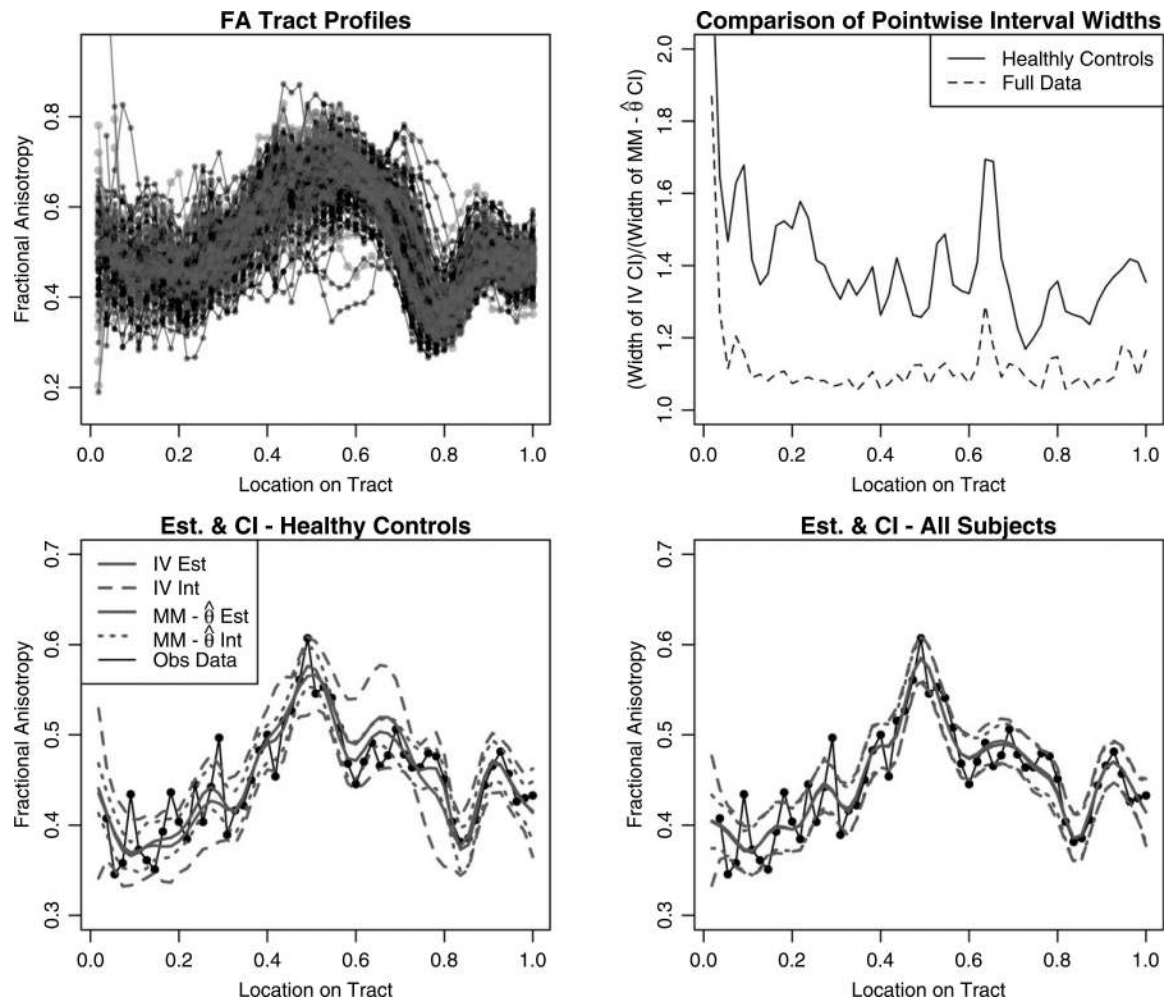 FA Tract Profiles
Fractional Anisotropy
0.2 0.4 0.6 0.8
0.0 0.2 0.4 0.6 0.8 1.0
Location on Tract
Comparison of Pointwise Interval Widths
(Width of IV CI)/(Width of MM - θ̂ CI)
1.0 1.2 1.4 1.6 1.8 2.0
Healthly Controls
Full Data
0.0 0.2 0.4 0.6 0.8 1.0
Location on Tract
Est. & CI - Healthy Controls
Fractional Anisotropy
0.3 0.4 0.5 0.6 0.7
IV Est
IV Int
MM - θ̂ Est
MM - θ̂ Int
Obs Data
0.0 0.2 0.4 0.6 0.8 1.0
Location on Tract
Est. & CI - All Subjects
Fractional Anisotropy
0.3 0.4 0.5 0.6 0.7
0.0 0.2 0.4 0.6 0.8 1.0
Location on Tract